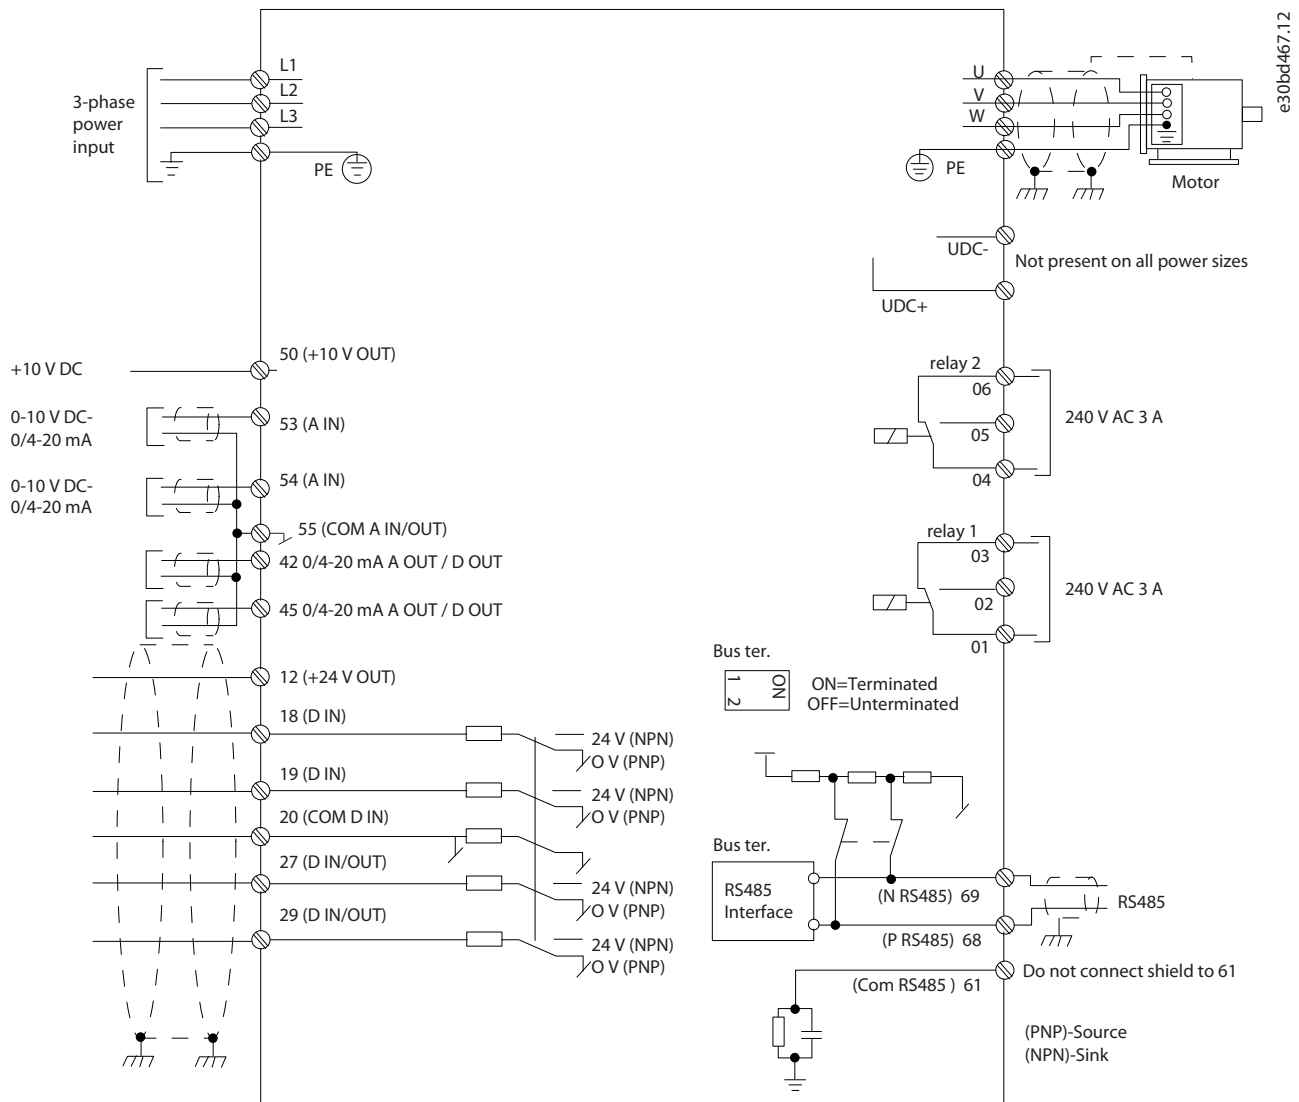 e30bd467.12
3-phase
power
input
L1
L2
L3
PE
U
V
W
PE
Motor
UDC-
Not present on all power sizes
UDC+
+10 V DC
50 (+10 V OUT)
0-10 V DC-
0/4-20 mA
53 (A IN)
0-10 V DC-
0/4-20 mA
54 (A IN)
55 (COM A IN/OUT)
42 0/4-20 mA A OUT / D OUT
45 0/4-20 mA A OUT / D OUT
12 (+24 V OUT)
18 (D IN)
24 V (NPN)
O V (PNP)
19 (D IN)
24 V (NPN)
O V (PNP)
20 (COM D IN)
27 (D IN/OUT)
24 V (NPN)
O V (PNP)
29 (D IN/OUT)
24 V (NPN)
O V (PNP)
relay 2
06
05
04
240 V AC 3 A
relay 1
03
02
01
240 V AC 3 A
Bus ter.
1
2
ON
ON=Terminated
OFF=Unterminated
Bus ter.
RS485
Interface
(N RS485) 69
RS485
(P RS485) 68
(Com RS485 ) 61
Do not connect shield to 61
(PNP)-Source
(NPN)-Sink